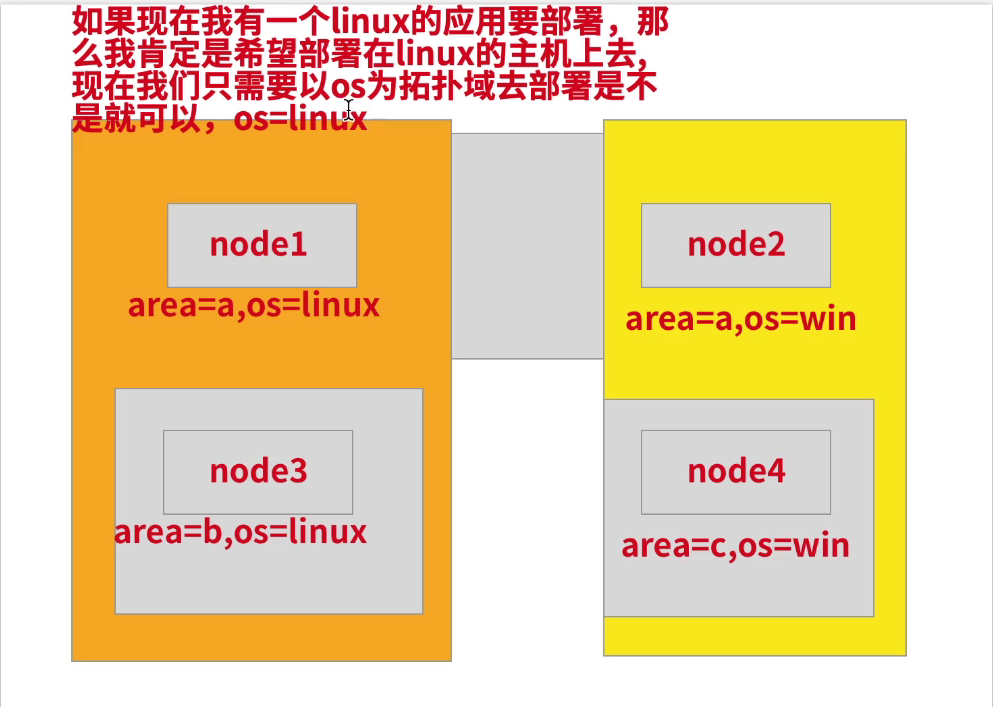 如果现在我有一个linux的应用要部署，那
么我肯定是希望部署在linux的主机上去,
现在我们只需要以os为拓扑域去部署是不
是就可以，os=linux
node1
area=a,os=linux
node2
area=a,os=win
node3
area=b,os=linux
node4
area=c,os=win